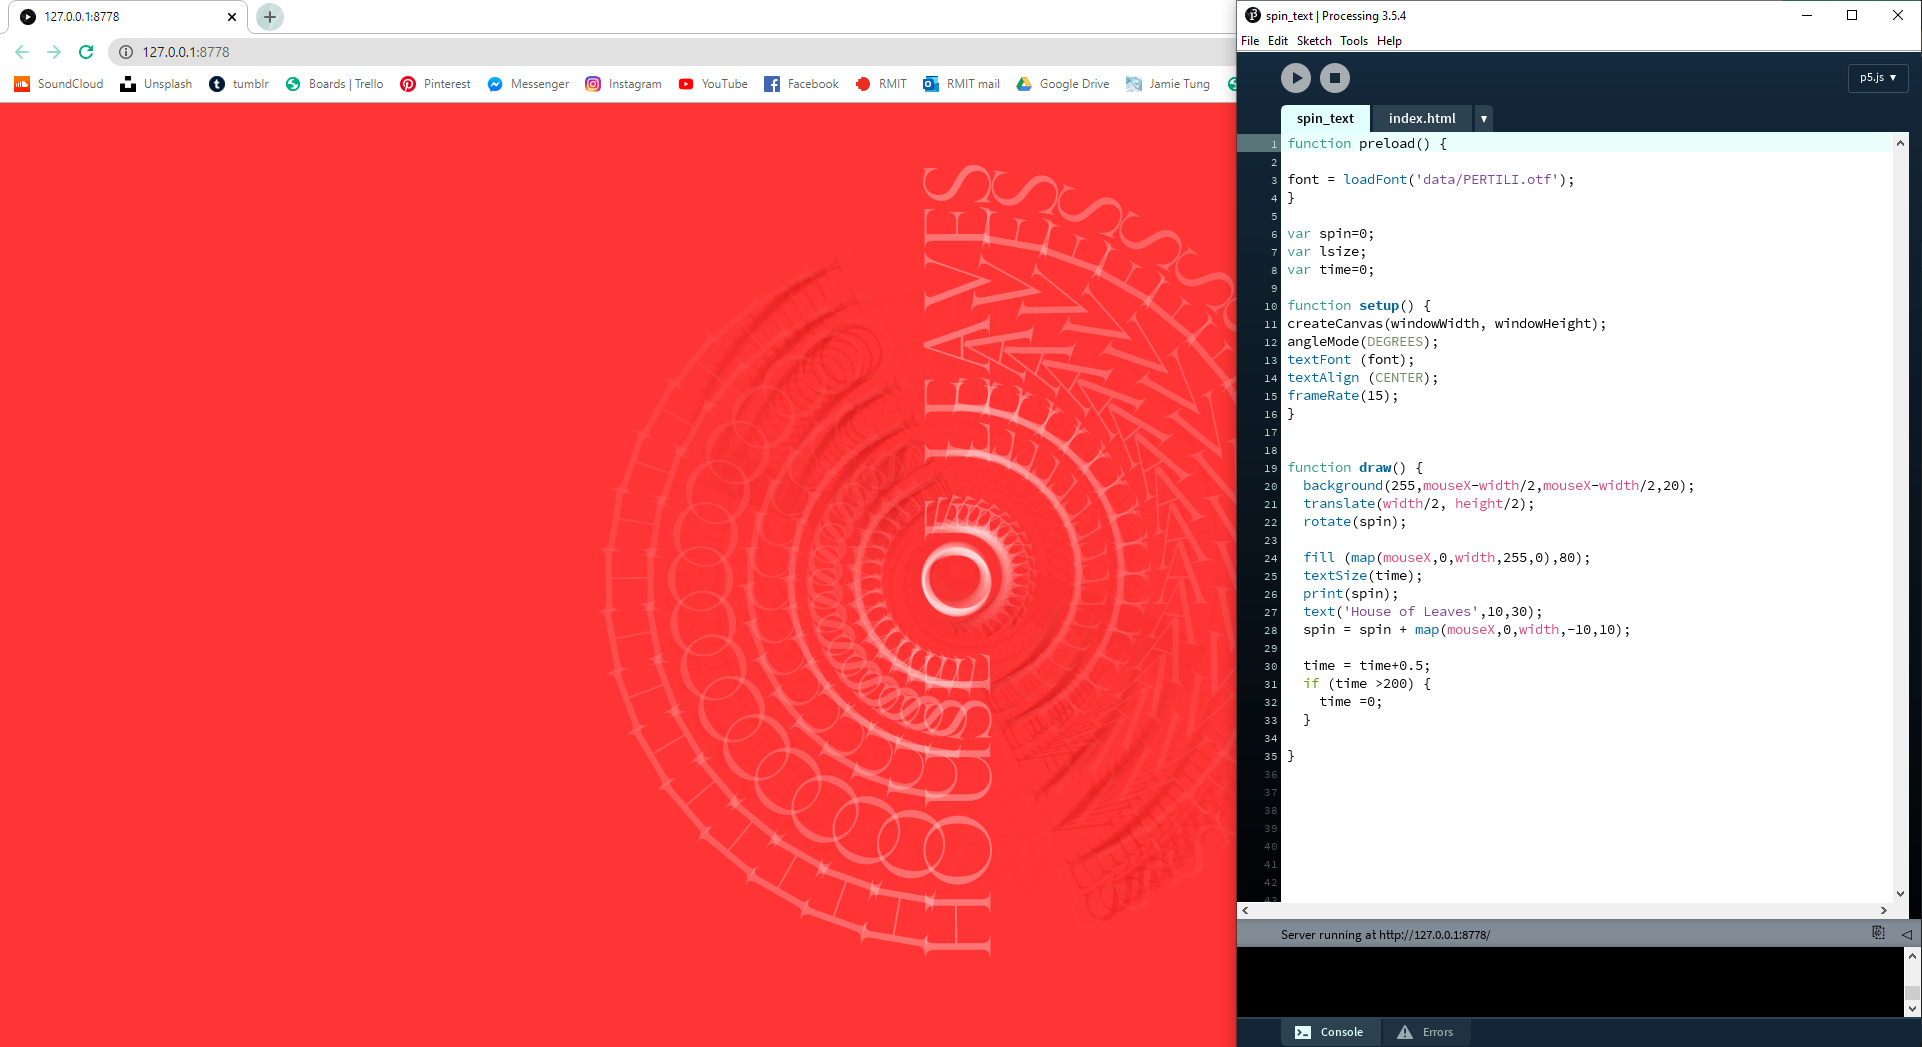 127.0.0.1:8778
127.0.0.1:8778
SoundCloud Unsplash tumblr Boards | Trello Pinterest Messenger Instagram YouTube Facebook RMIT RMIT mail Google Drive Jamie Tung
HOUSE OF LEAVES
spin_text | Processing 3.5.4
File Edit Sketch Tools Help
p5.js ▼
spin_text index.html ▼
1 function preload() {
2
3 font = loadFont('data/PERTILI.otf');
4 }
5
6 var spin=0;
7 var lsize;
8 var time=0;
9
10 function setup() {
11 createCanvas(windowWidth, windowHeight);
12 angleMode(DEGREES);
13 textFont (font);
14 textAlign (CENTER);
15 frameRate(15);
16 }
17
18
19 function draw() {
20 background(255,mouseX-width/2,mouseX-width/2,20);
21 translate(width/2, height/2);
22 rotate(spin);
23
24 fill (map(mouseX,0,width,255,0),80);
25 textSize(time);
26 print(spin);
27 text('House of Leaves',10,30);
28 spin = spin + map(mouseX,0,width,-10,10);
29
30 time = time+0.5;
31 if (time >200) {
32 time =0;
33 }
34
35 }
36
37
38
39
40
41
42
Server running at http://127.0.0.1:8778/
Console Errors